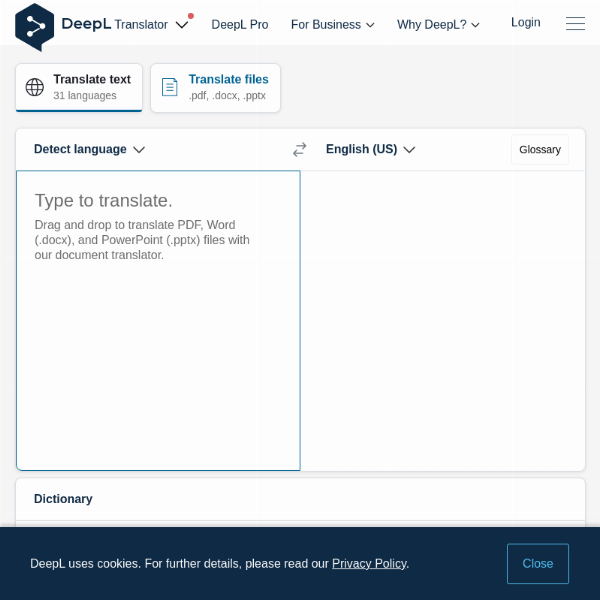 DeepL Translator
DeepL Pro
For Business
Why DeepL?
Login
Translate text
31 languages
Translate files
.pdf, .docx, .pptx
Detect language
English (US)
Glossary
Type to translate.
Drag and drop to translate PDF, Word
(.docx), and PowerPoint (.pptx) files with
our document translator.
Dictionary
DeepL uses cookies. For further details, please read our Privacy Policy.
Close